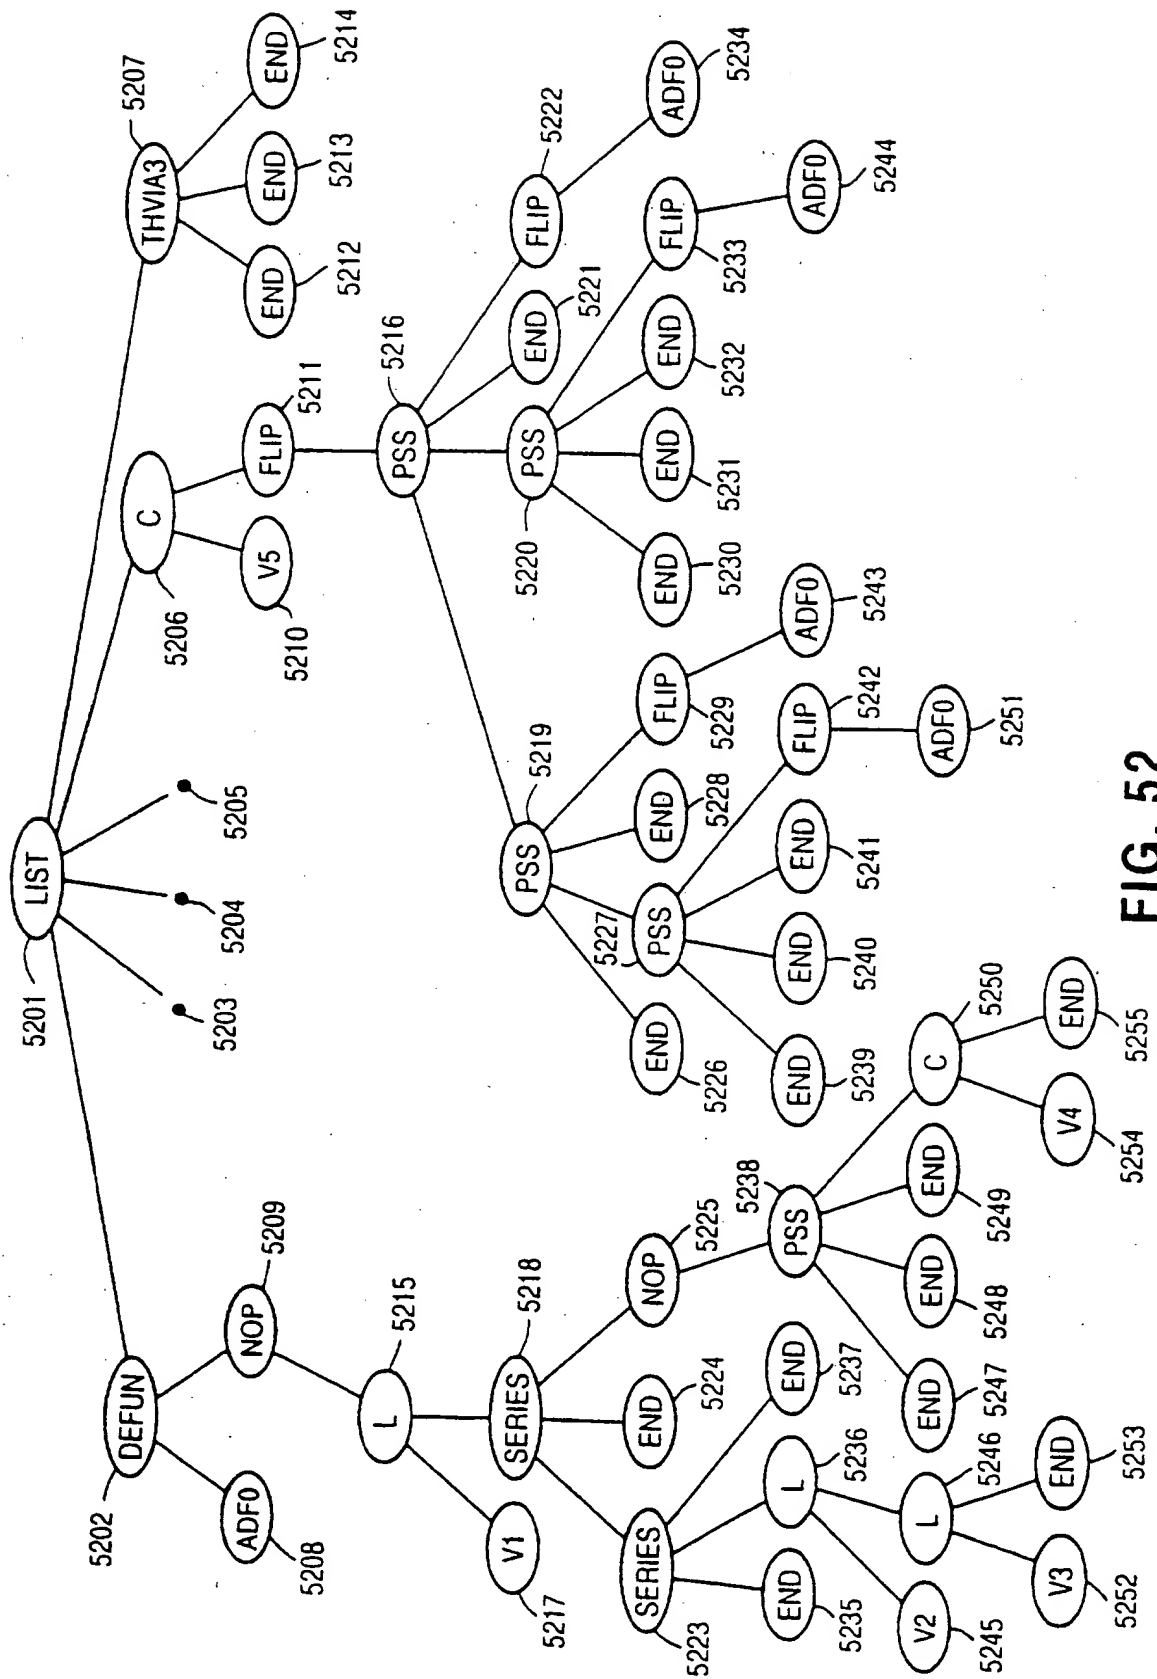 LIST
5201
DEFUN
5202
5203
5204
5205
C
5206
THVIA3
5207
ADF0
5208
NOP
5209
V5
5210
FLIP
5211
END
5212
END
5213
END
5214
L
5215
PSS
5216
V1
5217
SERIES
5218
PSS
5219
PSS
5220
END
5221
FLIP
5222
SERIES
5223
END
5224
NOP
5225
END
5226
PSS
5227
END
5228
FLIP
5229
END
5230
END
5231
END
5232
FLIP
5233
ADF0
5234
END
5235
L
5236
END
5237
PSS
5238
END
5239
END
5240
END
5241
FLIP
5242
ADF0
5243
ADF0
5244
V2
5245
L
5246
END
5247
END
5248
END
5249
C
5250
ADF0
5251
V3
5252
END
5253
V4
5254
END
5255
FIG. 52